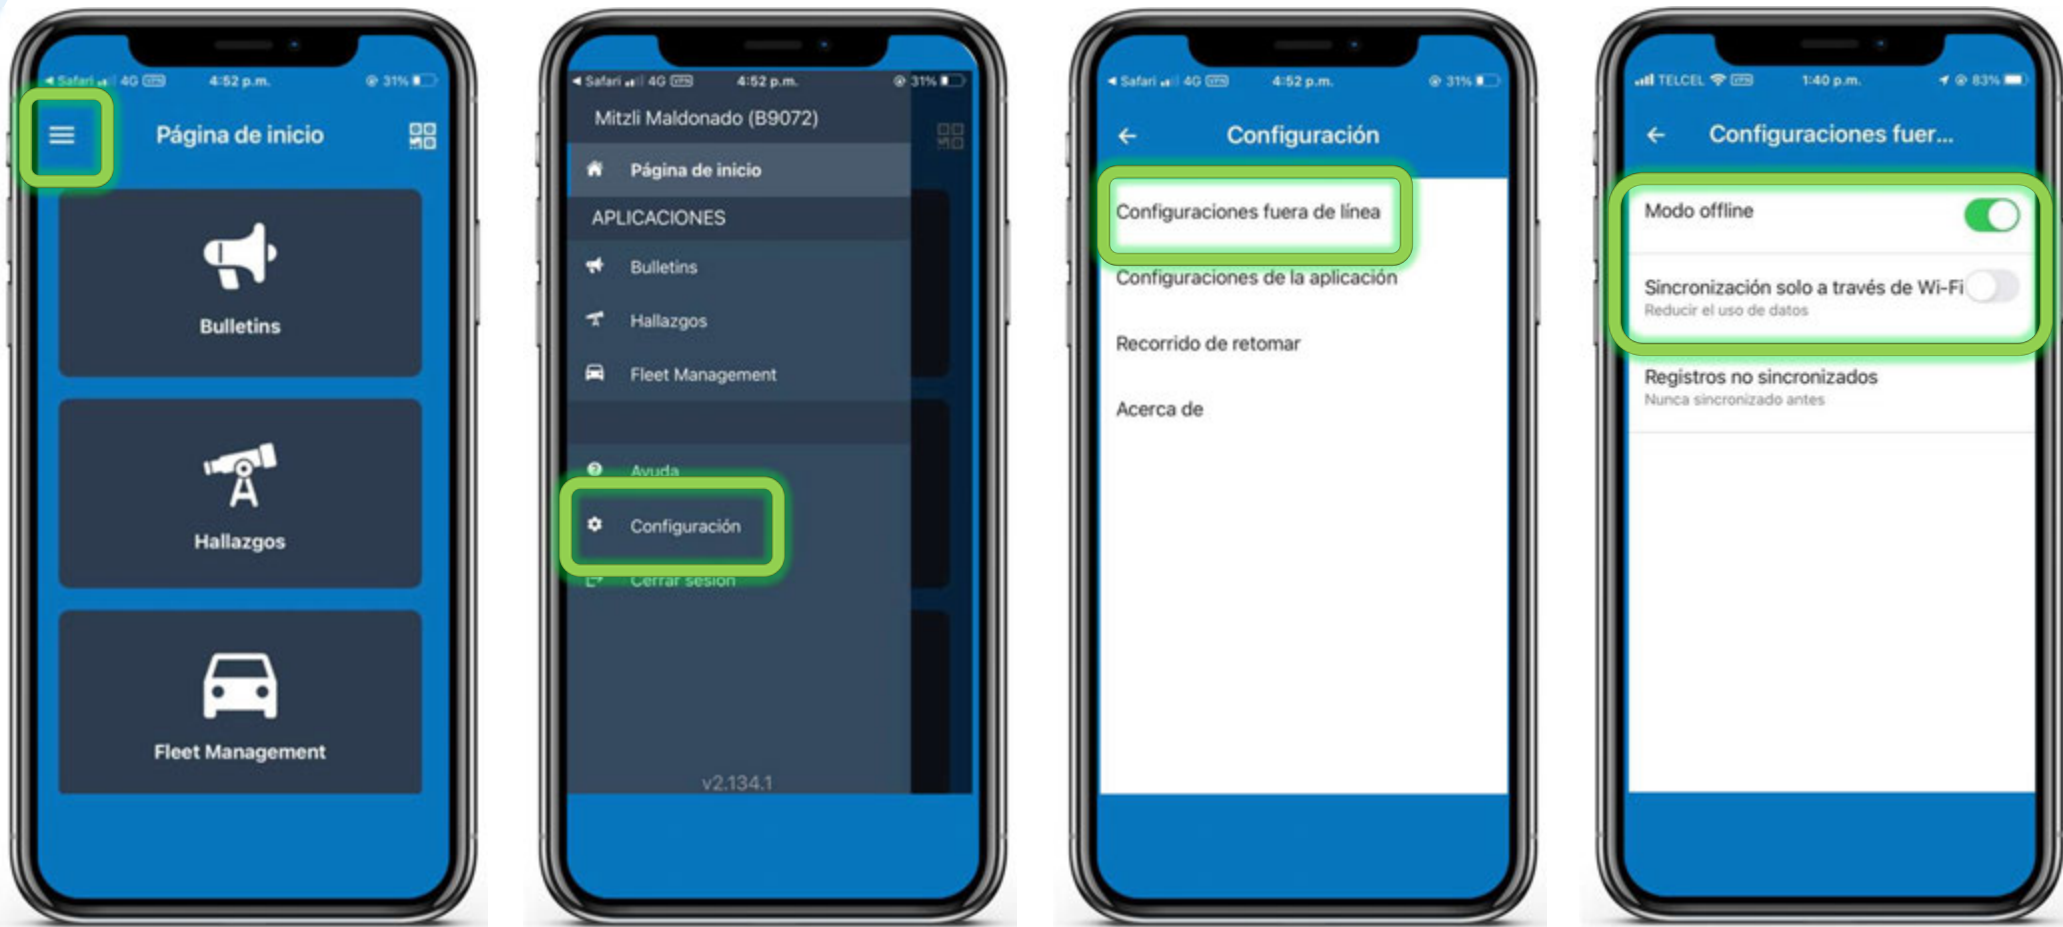 Safari 4G VPN 4:52 p.m. 31%
Página de inicio
Bulletins
Hallazgos
Fleet Management
Safari 4G VPN 4:52 p.m. 31%
Mitzli Maldonado (B9072)
Página de inicio
APLICACIONES
Bulletins
Hallazgos
Fleet Management
Ayuda
Configuración
Cerrar sesión
v2.134.1
Safari 4G VPN 4:52 p.m. 31%
Configuración
Configuraciones fuera de línea
Configuraciones de la aplicación
Recorrido de retomar
Acerca de
TELCEL VPN 1:40 p.m. 83%
Configuraciones fuer...
Modo offline
Sincronización solo a través de Wi-Fi
Reducir el uso de datos
Registros no sincronizados
Nunca sincronizado antes